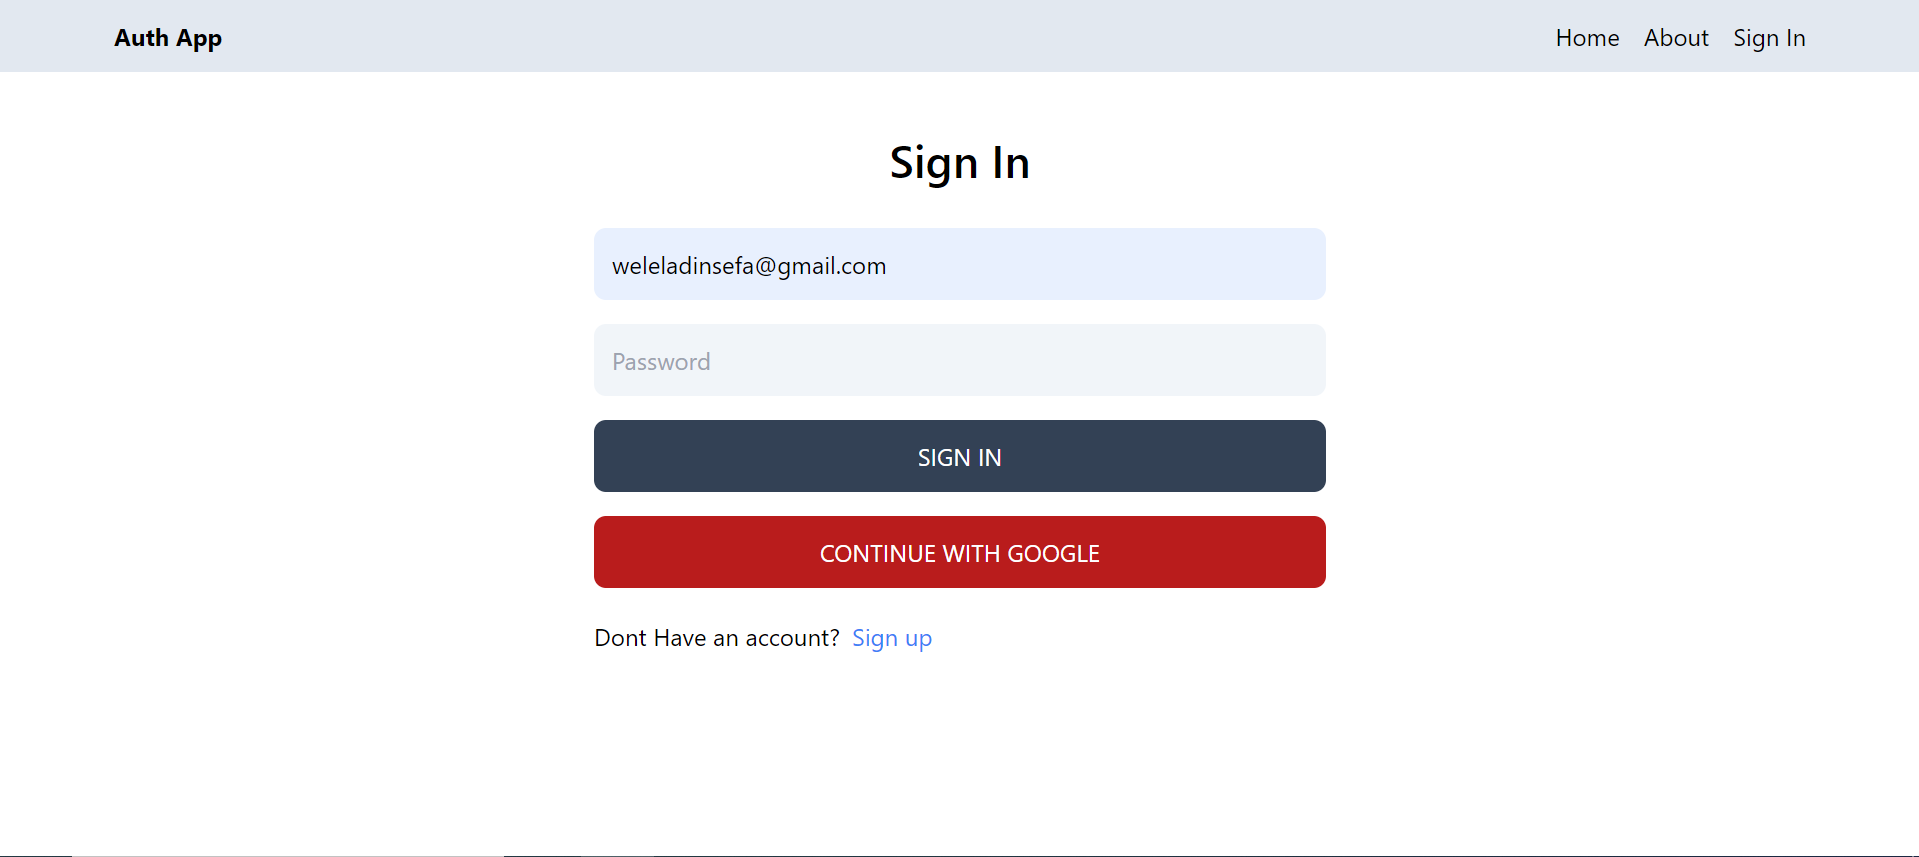 Auth App
Home About Sign In
Sign In
weleladinsefa@gmail.com
Password
SIGN IN
CONTINUE WITH GOOGLE
Dont Have an account? Sign up